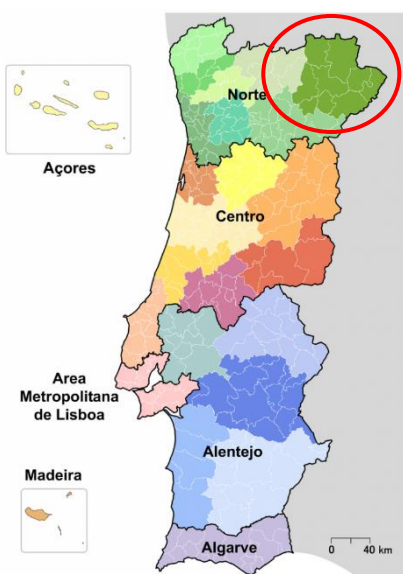 Norte
Açores
Centro
Area
Metropolitana
de Lisboa
Madeira
Alentejo
Algarve
0 40 km